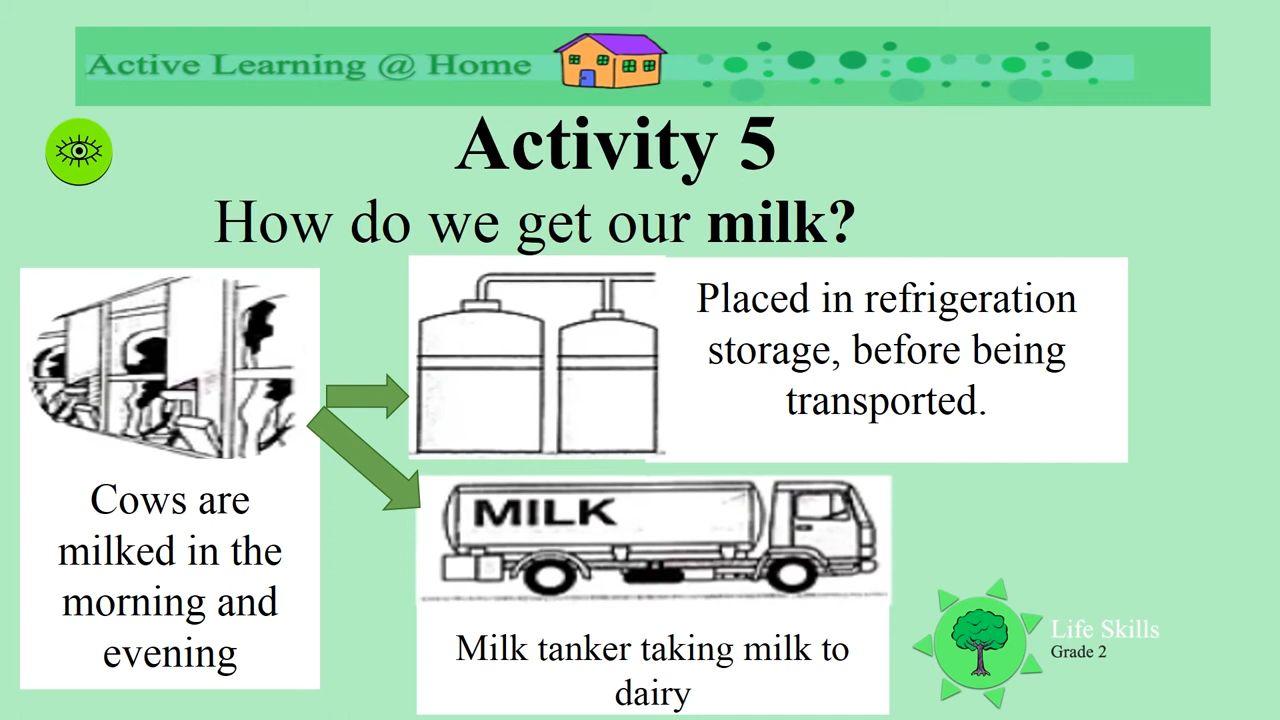 Active Learning @ Home
Activity 5
How do we get our milk?
Placed in refrigeration
storage, before being
transported.
Cows are
milked in the
morning and
evening
MILK
Milk tanker taking milk to
dairy
Life Skills
Grade 2